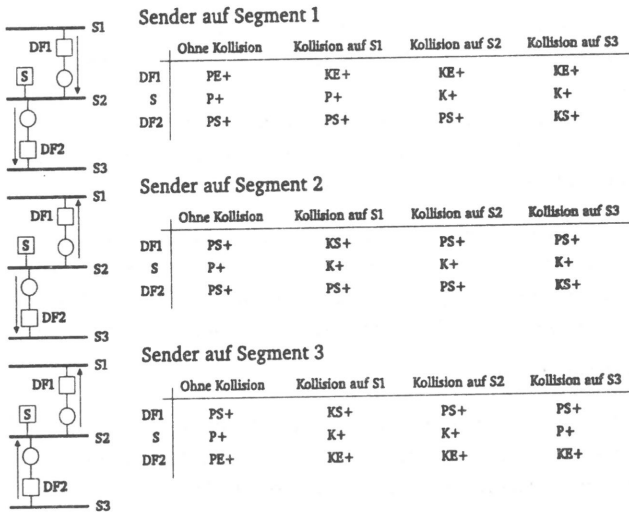 Sender auf Segment 1
S1
DF1
S
S2
DF2
S3
Ohne Kollision Kollision auf S1 Kollision auf S2 Kollision auf S3
DF1 PE+ KE+ KE+ KE+
S P+ P+ K+ K+
DF2 PS+ PS+ PS+ KS+
Sender auf Segment 2
S1
DF1
S
S2
DF2
S3
Ohne Kollision Kollision auf S1 Kollision auf S2 Kollision auf S3
DF1 PS+ KS+ PS+ PS+
S P+ K+ K+ K+
DF2 PS+ PS+ PS+ KS+
Sender auf Segment 3
S1
DF1
S
S2
DF2
S3
Ohne Kollision Kollision auf S1 Kollision auf S2 Kollision auf S3
DF1 PS+ KS+ PS+ PS+
S P+ K+ K+ P+
DF2 PE+ KE+ KE+ KE+